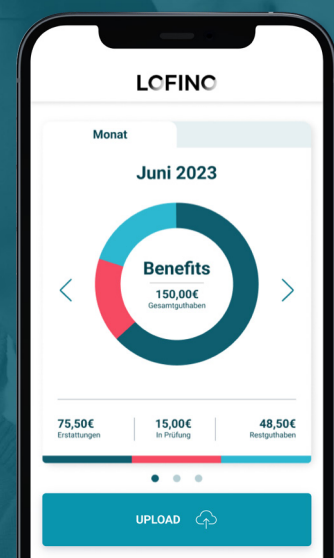 LOFINO
Monat
Juni 2023
Benefits
150,00€
Gesamtguthaben
75,50€ 15,00€ 48,50€
Erstattungen In Prüfung Restguthaben
UPLOAD